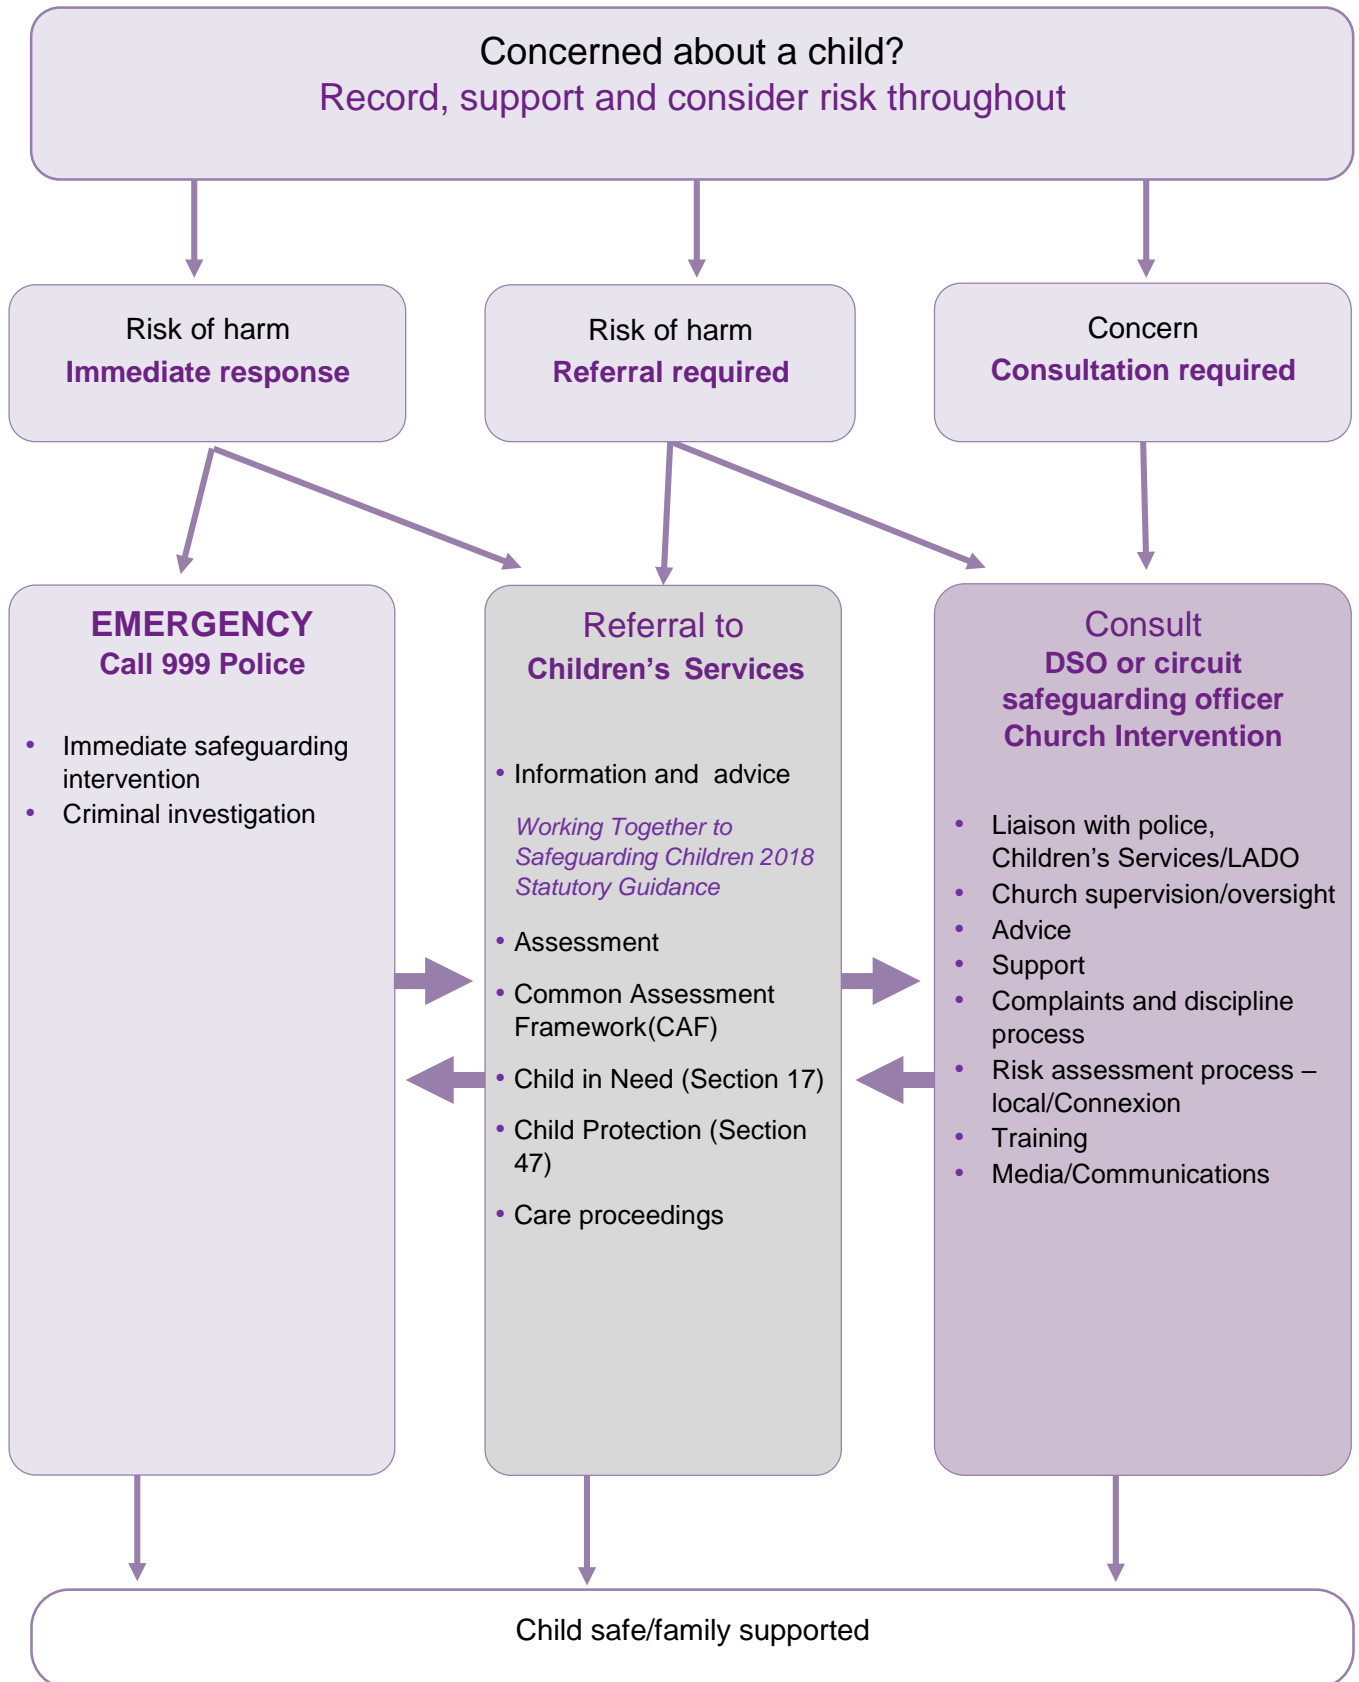 Concerned about a child?
Record, support and consider risk throughout
Risk of harm
Immediate response
Risk of harm
Referral required
Concern
Consultation required
EMERGENCY
Call 999 Police
• Immediate safeguarding
intervention
• Criminal investigation
Referral to
Children’s Services
• Information and advice
Working Together to
Safeguarding Children 2018
Statutory Guidance
• Assessment
• Common Assessment
Framework(CAF)
• Child in Need (Section 17)
• Child Protection (Section
47)
• Care proceedings
Consult
DSO or circuit
safeguarding officer
Church Intervention
• Liaison with police,
Children’s Services/LADO
• Church supervision/oversight
• Advice
• Support
• Complaints and discipline
process
• Risk assessment process –
local/Connexion
• Training
• Media/Communications
Child safe/family supported